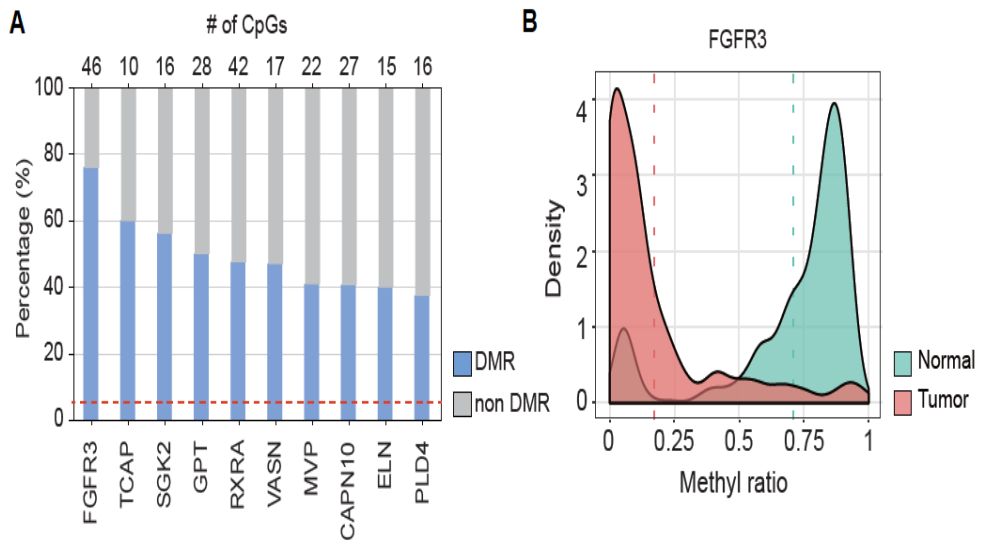 A
# of CpGs
46 10 16 28 42 17 22 27 15 16
Percentage (%)
100
80
60
40
20
0
FGFR3
TCAP
SGK2
GPT
RXRA
VASN
MVP
CAPN10
ELN
PLD4
DMR
non DMR
B
FGFR3
Density
4
3
2
1
0
0 0.25 0.5 0.75 1
Methyl ratio
Normal
Tumor